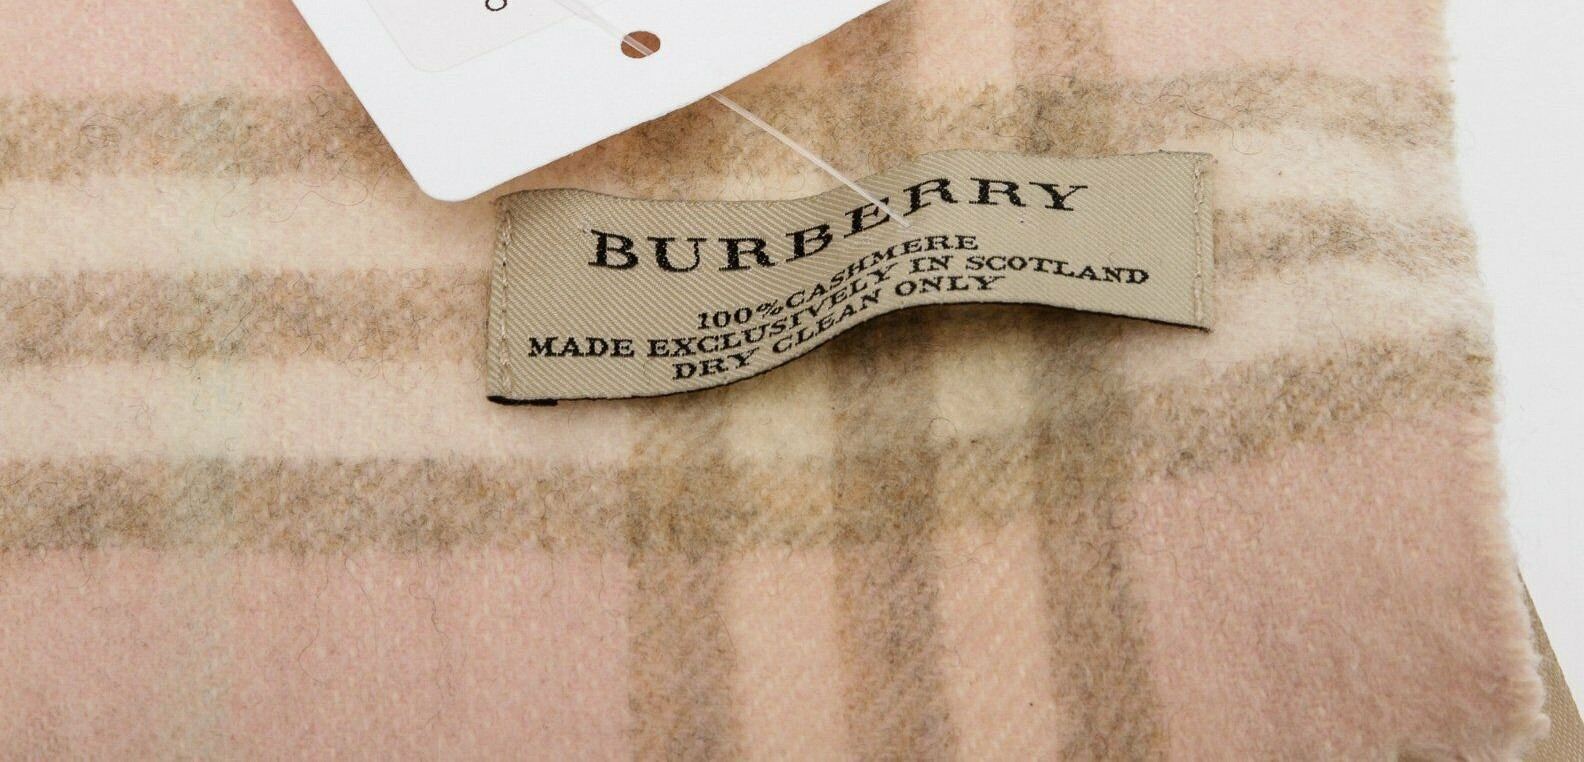 BURBERRY
100% CASHMERE
MADE EXCLUSIVELY IN SCOTLAND
DRY CLEAN ONLY